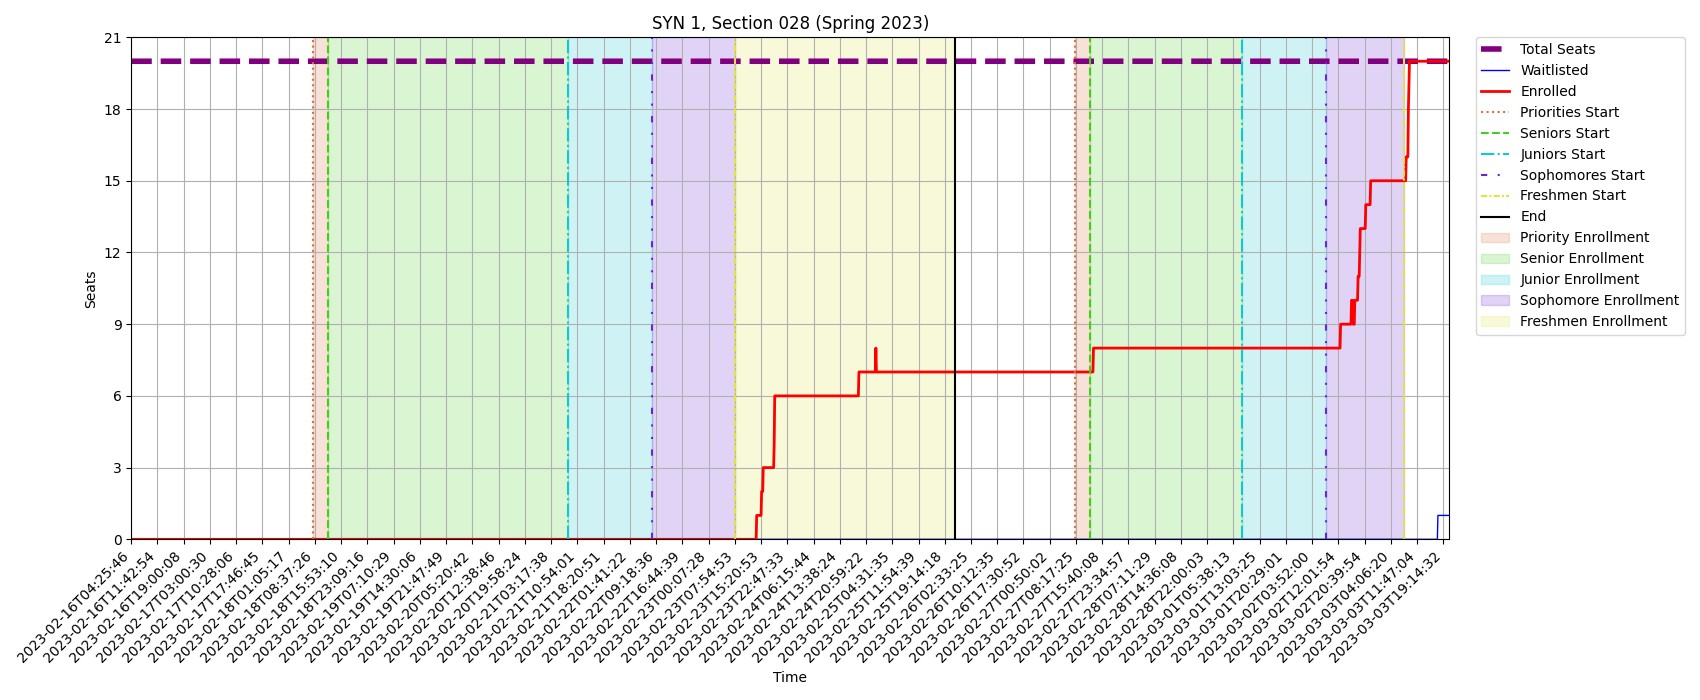 SYN 1, Section 028 (Spring 2023)
21
18
15
12
9
6
3
0
Seats
2023-02-16T04:25:46
2023-02-16T11:42:54
2023-02-16T19:00:08
2023-02-17T03:00:30
2023-02-17T10:28:06
2023-02-17T17:46:45
2023-02-18T01:05:17
2023-02-18T08:37:26
2023-02-18T15:53:10
2023-02-18T23:09:16
2023-02-19T07:10:29
2023-02-19T14:30:06
2023-02-19T21:47:49
2023-02-20T05:20:42
2023-02-20T12:38:46
2023-02-20T19:58:24
2023-02-21T03:17:38
2023-02-21T10:54:01
2023-02-21T18:20:51
2023-02-22T01:41:22
2023-02-22T09:18:36
2023-02-22T16:44:39
2023-02-23T00:07:28
2023-02-23T07:54:53
2023-02-23T15:20:53
2023-02-23T22:47:33
2023-02-24T06:15:44
2023-02-24T13:38:24
2023-02-24T20:59:22
2023-02-25T04:31:35
2023-02-25T11:54:39
2023-02-25T19:14:18
2023-02-26T02:33:25
2023-02-26T10:12:35
2023-02-26T17:30:52
2023-02-27T00:50:02
2023-02-27T08:17:25
2023-02-27T15:40:08
2023-02-27T23:34:57
2023-02-28T07:11:29
2023-02-28T14:36:08
2023-02-28T22:00:03
2023-03-01T05:38:13
2023-03-01T13:03:25
2023-03-01T20:29:01
2023-03-02T03:52:00
2023-03-02T12:01:54
2023-03-02T20:39:54
2023-03-03T04:06:20
2023-03-03T11:47:04
2023-03-03T19:14:32
Time
Total Seats
Waitlisted
Enrolled
Priorities Start
Seniors Start
Juniors Start
Sophomores Start
Freshmen Start
End
Priority Enrollment
Senior Enrollment
Junior Enrollment
Sophomore Enrollment
Freshmen Enrollment